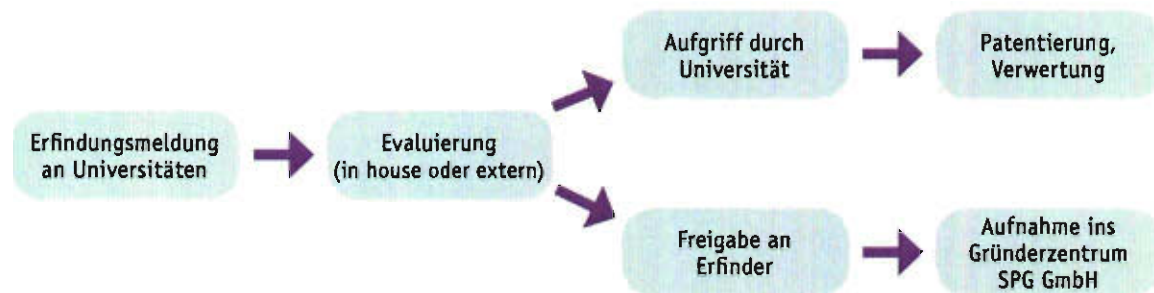 Erfindungsmeldung
an Universitäten
Evaluierung
(in house oder extern)
Aufgriff durch
Universität
Patentierung,
Verwertung
Freigabe an
Erfinder
Aufnahme ins
Gründerzentrum
SPG GmbH